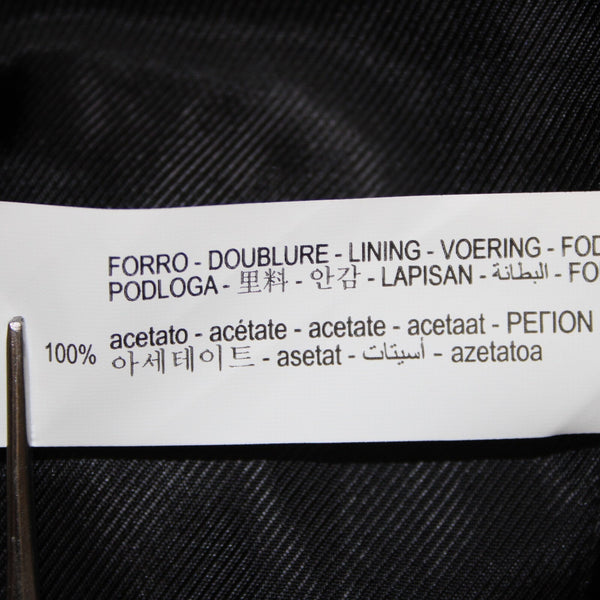 FORRO - DOUBLURE - LINING - VOERING - FOD
PODLOGA - 里料 - 안감 - LAPISAN - البطانة - FO
acetato - acétate - acetate - acetaat - ΡΕΓΙΟΝ
100% 아세테이트 - asetat - أسيتات - azetatoa